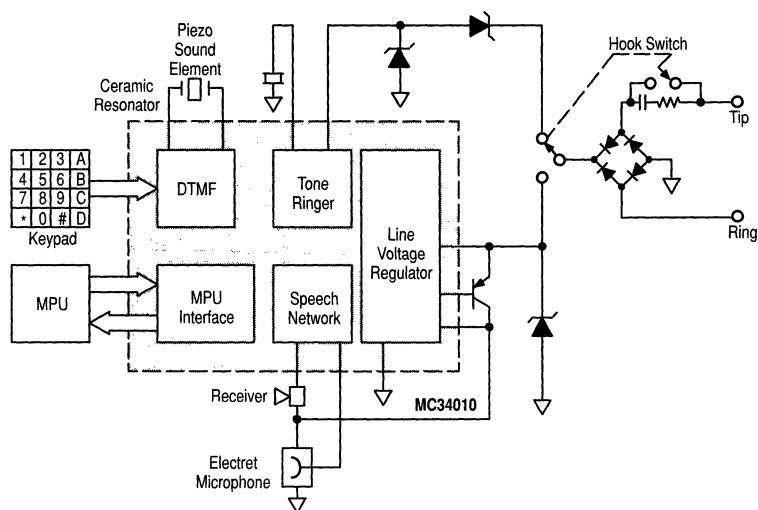 Piezo
Sound
Element
Ceramic
Resonator
Hook Switch
Tip
Ring
1 2 3 A
4 5 6 B
7 8 9 C
* 0 # D
Keypad
DTMF
Tone
Ringer
Line
Voltage
Regulator
MPU
MPU
Interface
Speech
Network
Receiver
MC34010
Electret
Microphone